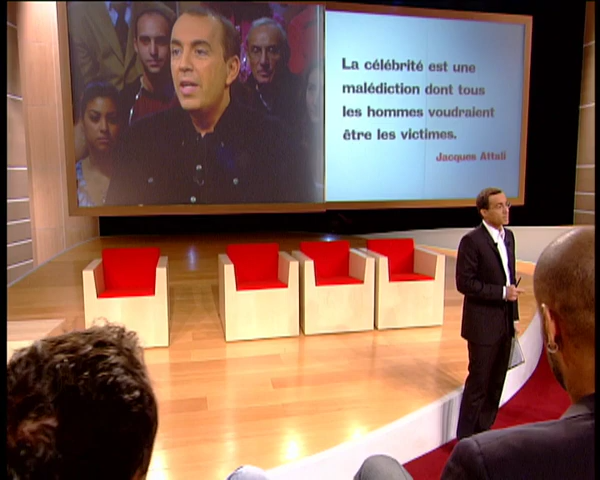 La célébrité est une
malédiction dont tous
les hommes voudraient
être les victimes.
Jacques Attali